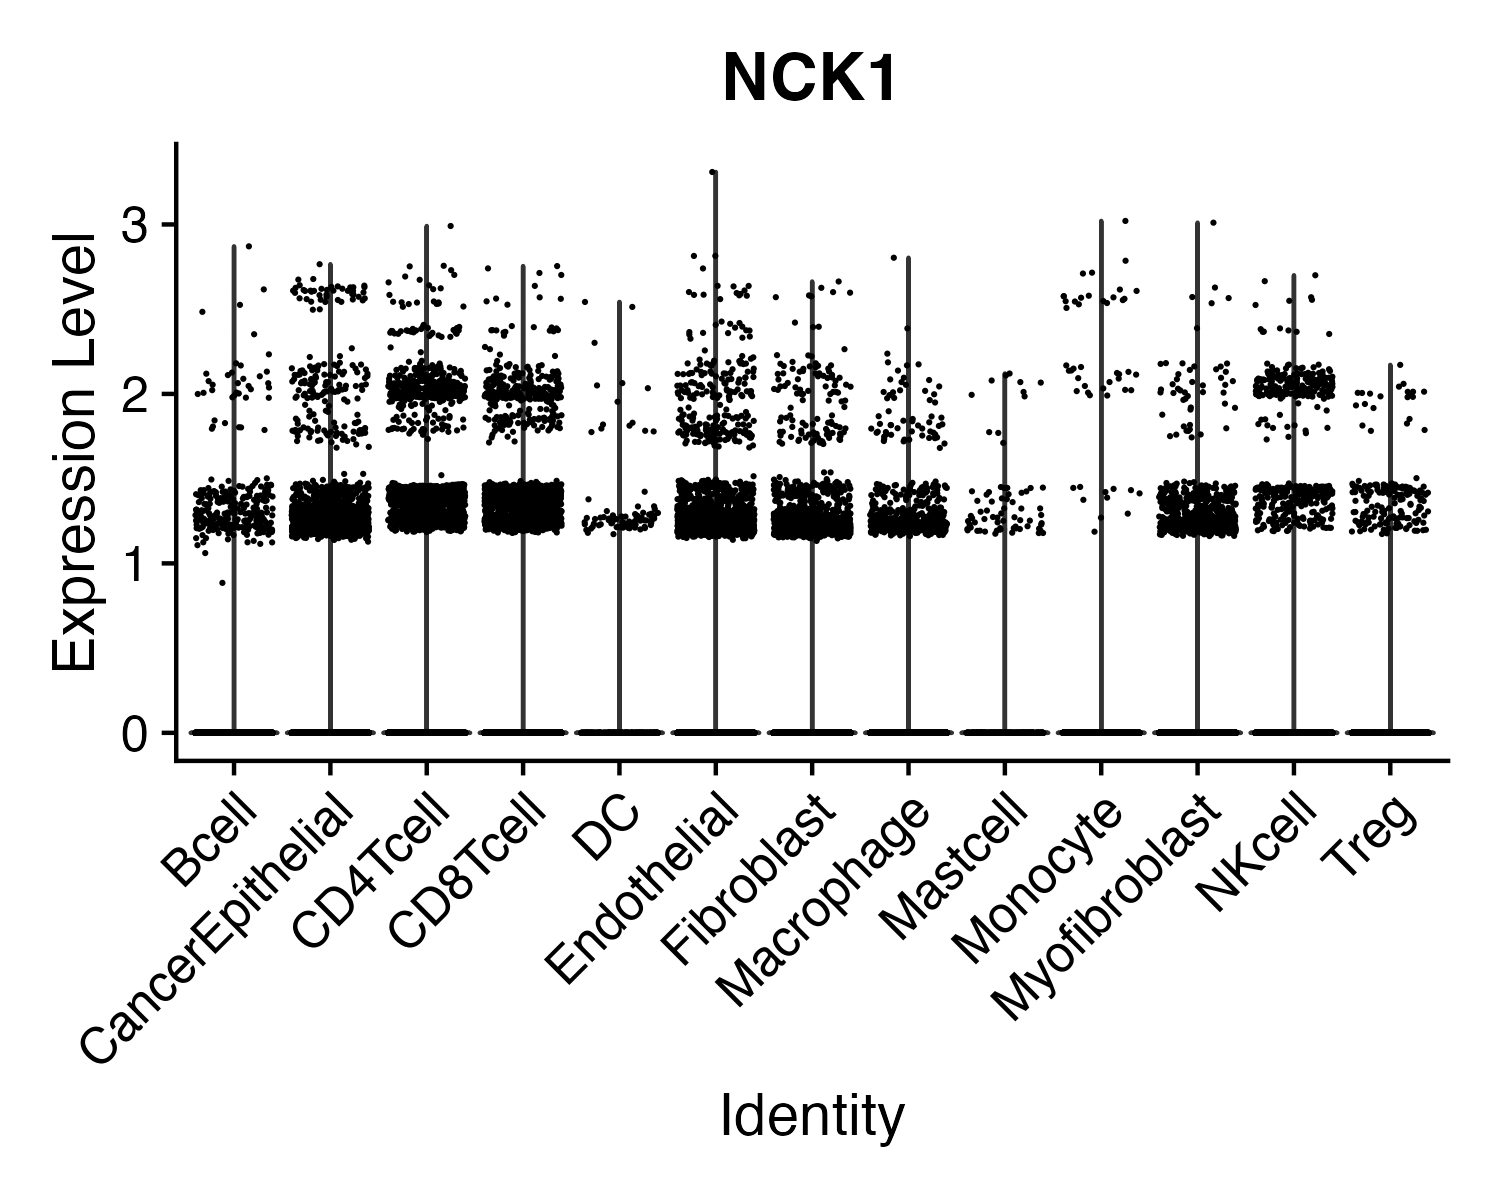 NCK1
Expression Level
3
2
1
0
Bcell
CancerEpithelial
CD4Tcell
CD8Tcell
DC
Endothelial
Fibroblast
Macrophage
Mastcell
Monocyte
Myofibroblast
NKcell
Treg
Identity